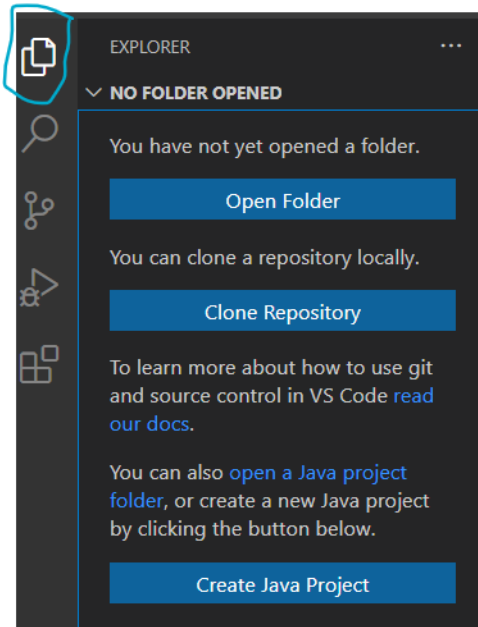 EXPLORER ...
NO FOLDER OPENED
You have not yet opened a folder.
Open Folder
You can clone a repository locally.
Clone Repository
To learn more about how to use git
and source control in VS Code read
our docs.
You can also open a Java project
folder, or create a new Java project
by clicking the button below.
Create Java Project